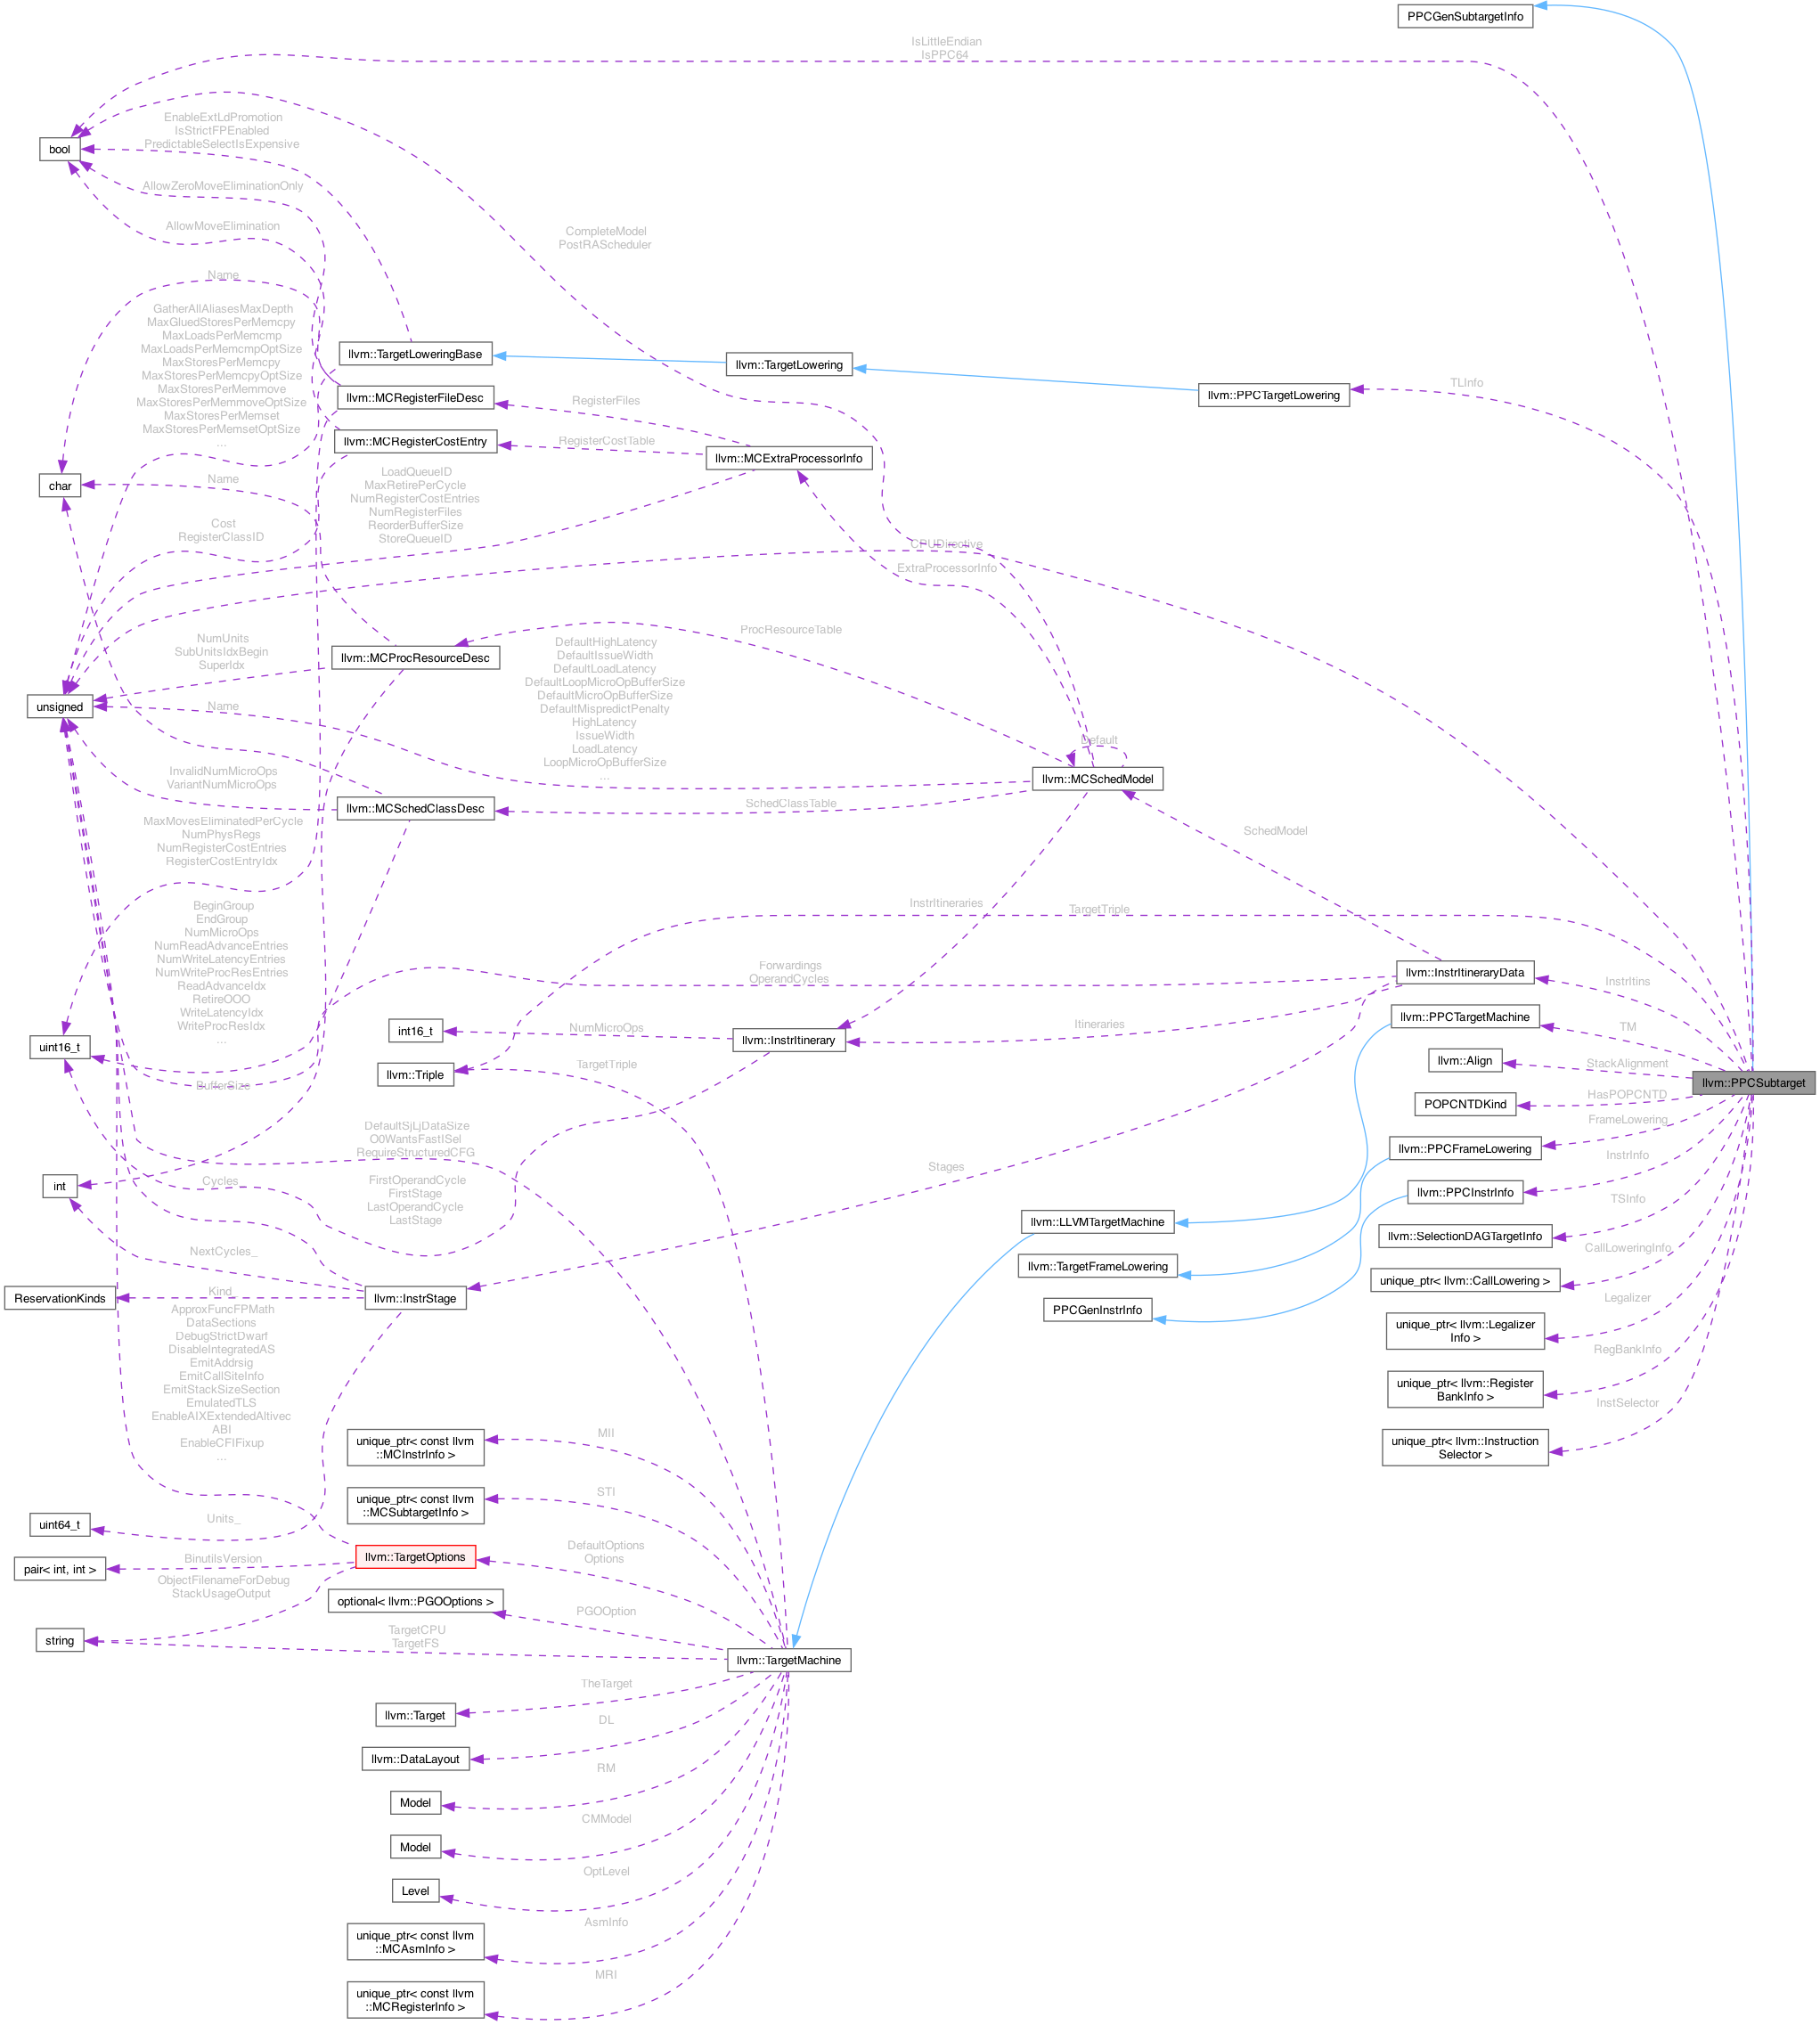 PPCGenSubtargetInfo
IsLittleEndian
IsPPC64
EnableExtLdPromotion
IsStrictFPEnabled
PredictableSelectIsExpensive
bool
AllowZeroMoveEliminationOnly
AllowMoveElimination
CompleteModel
PostRAScheduler
Name
GatherAllAliasesMaxDepth
MaxGluedStoresPerMemcpy
MaxLoadsPerMemcmp
MaxLoadsPerMemcmpOptSize
MaxStoresPerMemcpy
MaxStoresPerMemcpyOptSize
MaxStoresPerMemmove
MaxStoresPerMemmoveOptSize
MaxStoresPerMemset
MaxStoresPerMemsetOptSize
...
llvm::TargetLoweringBase
llvm::TargetLowering
llvm::PPCTargetLowering
TLInfo
llvm::MCRegisterFileDesc
RegisterFiles
llvm::MCRegisterCostEntry
RegisterCostTable
llvm::MCExtraProcessorInfo
char
Name
LoadQueueID
MaxRetirePerCycle
NumRegisterCostEntries
NumRegisterFiles
ReorderBufferSize
StoreQueueID
Cost
RegisterClassID
CPUDirective
ExtraProcessorInfo
NumUnits
SubUnitsIdxBegin
SuperIdx
llvm::MCProcResourceDesc
ProcResourceTable
DefaultHighLatency
DefaultIssueWidth
DefaultLoadLatency
DefaultLoopMicroOpBufferSize
DefaultMicroOpBufferSize
DefaultMispredictPenalty
HighLatency
IssueWidth
LoadLatency
LoopMicroOpBufferSize
...
unsigned
Name
Default
llvm::MCSchedModel
InvalidNumMicroOps
VariantNumMicroOps
llvm::MCSchedClassDesc
SchedClassTable
SchedModel
MaxMovesEliminatedPerCycle
NumPhysRegs
NumRegisterCostEntries
RegisterCostEntryIdx
BeginGroup
EndGroup
NumMicroOps
NumReadAdvanceEntries
NumWriteLatencyEntries
NumWriteProcResEntries
ReadAdvanceIdx
RetireOOO
WriteLatencyIdx
WriteProcResIdx
...
InstrItineraries
TargetTriple
Forwardings
OperandCycles
llvm::InstrItineraryData
InstrItins
uint16_t
int16_t
NumMicroOps
llvm::InstrItinerary
Itineraries
llvm::PPCTargetMachine
TM
llvm::Triple
TargetTriple
llvm::Align
StackAlignment
llvm::PPCSubtarget
BufferSize
POPCNTDKind
HasPOPCNTD
FrameLowering
DefaultSjLjDataSize
O0WantsFastISel
RequireStructuredCFG
llvm::PPCFrameLowering
InstrInfo
int
Cycles_
FirstOperandCycle
FirstStage
LastOperandCycle
LastStage
Stages
llvm::PPCInstrInfo
TSInfo
llvm::LLVMTargetMachine
llvm::SelectionDAGTargetInfo
NextCycles_
CallLoweringInfo
llvm::TargetFrameLowering
unique_ptr< llvm::CallLowering >
ReservationKinds
Kind_
llvm::InstrStage
PPCGenInstrInfo
Legalizer
unique_ptr< llvm::Legalizer
Info >
ApproxFuncFPMath
DataSections
DebugStrictDwarf
DisableIntegratedAS
EmitAddrsig
EmitCallSiteInfo
EmitStackSizeSection
EmulatedTLS
EnableAIXExtendedAltivec
ABI
EnableCFIFixup
...
RegBankInfo
unique_ptr< llvm::Register
BankInfo >
InstSelector
unique_ptr< llvm::Instruction
Selector >
unique_ptr< const llvm
::MCInstrInfo >
MII
unique_ptr< const llvm
::MCSubtargetInfo >
STI
uint64_t
Units_
pair< int, int >
BinutilsVersion
llvm::TargetOptions
DefaultOptions
Options
ObjectFilenameForDebug
StackUsageOutput
optional< llvm::PGOOptions >
PGOOption
string
TargetCPU
TargetFS
llvm::TargetMachine
TheTarget
llvm::Target
DL
llvm::DataLayout
RM
Model
CMModel
Model
OptLevel
Level
AsmInfo
unique_ptr< const llvm
::MCAsmInfo >
MRI
unique_ptr< const llvm
::MCRegisterInfo >